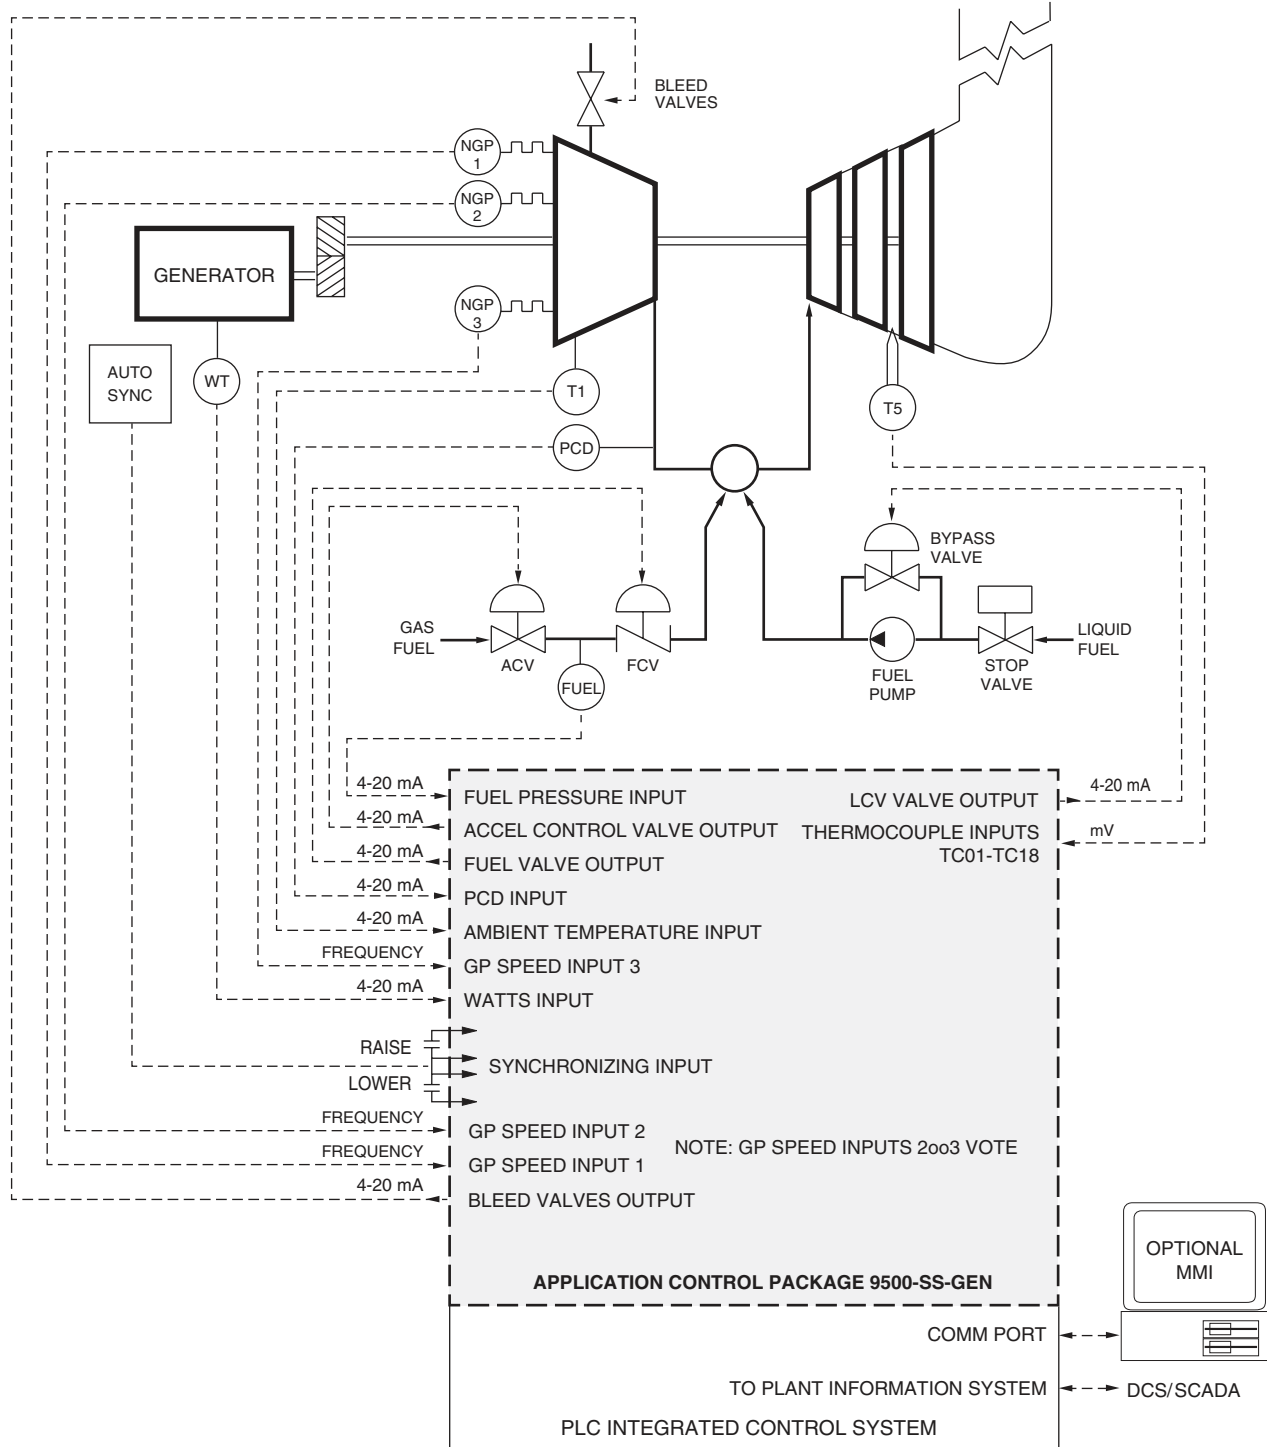 BLEED
VALVES
NGP
1
NGP
2
GENERATOR
NGP
3
AUTO
SYNC
WT
T1
T5
PCD
BYPASS
VALVE
GAS
FUEL
ACV
FCV
FUEL
FUEL
PUMP
STOP
VALVE
LIQUID
FUEL
4-20 mA
FUEL PRESSURE INPUT
4-20 mA
ACCEL CONTROL VALVE OUTPUT
4-20 mA
FUEL VALVE OUTPUT
4-20 mA
PCD INPUT
4-20 mA
AMBIENT TEMPERATURE INPUT
FREQUENCY
GP SPEED INPUT 3
4-20 mA
WATTS INPUT
RAISE
LOWER
SYNCHRONIZING INPUT
FREQUENCY
GP SPEED INPUT 2
FREQUENCY
GP SPEED INPUT 1
4-20 mA
BLEED VALVES OUTPUT
LCV VALVE OUTPUT
4-20 mA
THERMOCOUPLE INPUTS
TC01-TC18
mV
NOTE: GP SPEED INPUTS 2oo3 VOTE
APPLICATION CONTROL PACKAGE 9500-SS-GEN
OPTIONAL
MMI
COMM PORT
TO PLANT INFORMATION SYSTEM
DCS/SCADA
PLC INTEGRATED CONTROL SYSTEM